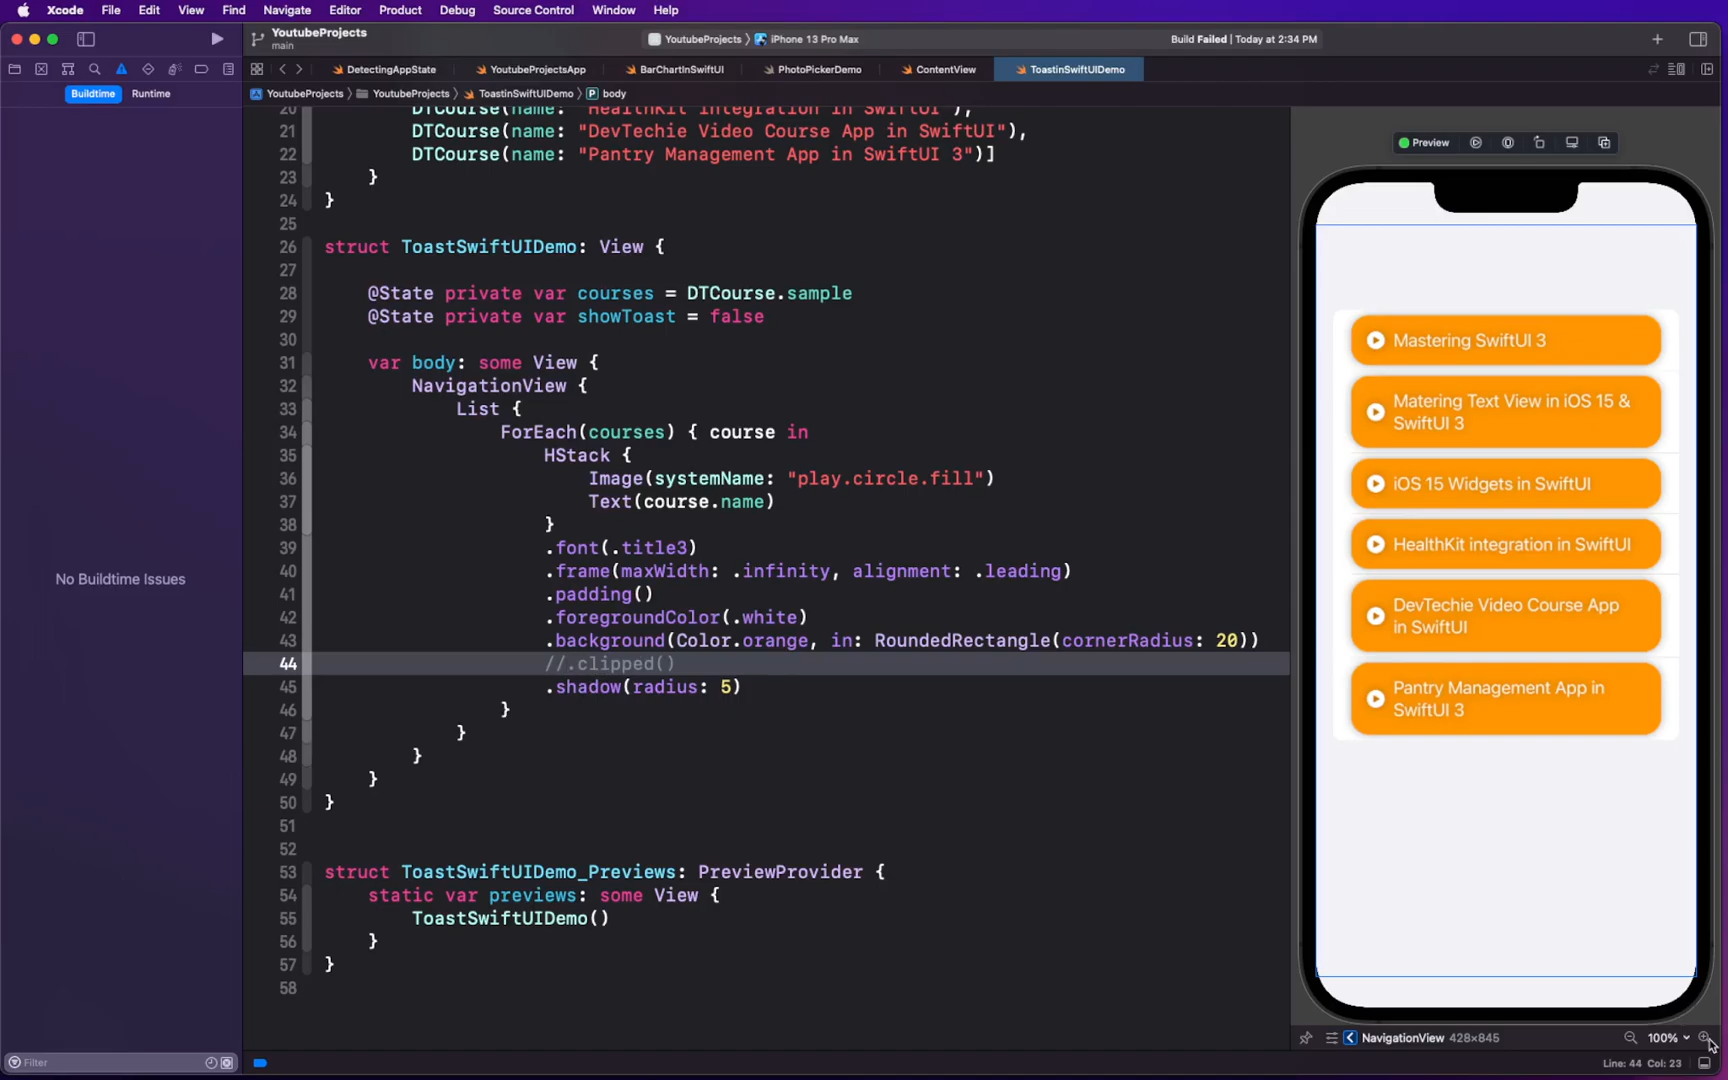 Xcode File Edit View Find Navigate Editor Product Debug Source Control Window Help
YoutubeProjects
main
YoutubeProjects iPhone 13 Pro Max
Build Failed | Today at 2:34 PM
DetectingAppState YoutubeProjectsApp BarChartInSwiftUI PhotoPickerDemo ContentView ToastinSwiftUIDemo
Buildtime Runtime
YoutubeProjects YoutubeProjects ToastinSwiftUIDemo P body
No Buildtime Issues
Filter
20 DTCourse(name: "HealthKit integration in SwiftUI"),
21 DTCourse(name: "DevTechie Video Course App in SwiftUI"),
22 DTCourse(name: "Pantry Management App in SwiftUI 3")]
23 }
24 }
25
26 struct ToastSwiftUIDemo: View {
27
28 @State private var courses = DTCourse.sample
29 @State private var showToast = false
30
31 var body: some View {
32 NavigationView {
33 List {
34 ForEach(courses) { course in
35 HStack {
36 Image(systemName: "play.circle.fill")
37 Text(course.name)
38 }
39 .font(.title3)
40 .frame(maxWidth: .infinity, alignment: .leading)
41 .padding()
42 .foregroundColor(.white)
43 .background(Color.orange, in: RoundedRectangle(cornerRadius: 20))
44 //.clipped()
45 .shadow(radius: 5)
46 }
47 }
48 }
49 }
50 }
51
52
53 struct ToastSwiftUIDemo_Previews: PreviewProvider {
54 static var previews: some View {
55 ToastSwiftUIDemo()
56 }
57 }
58
Preview
Mastering SwiftUI 3
Matering Text View in iOS 15 &
SwiftUI 3
iOS 15 Widgets in SwiftUI
HealthKit integration in SwiftUI
DevTechie Video Course App
in SwiftUI
Pantry Management App in
SwiftUI 3
NavigationView 428×845
100%
Line: 44 Col: 23